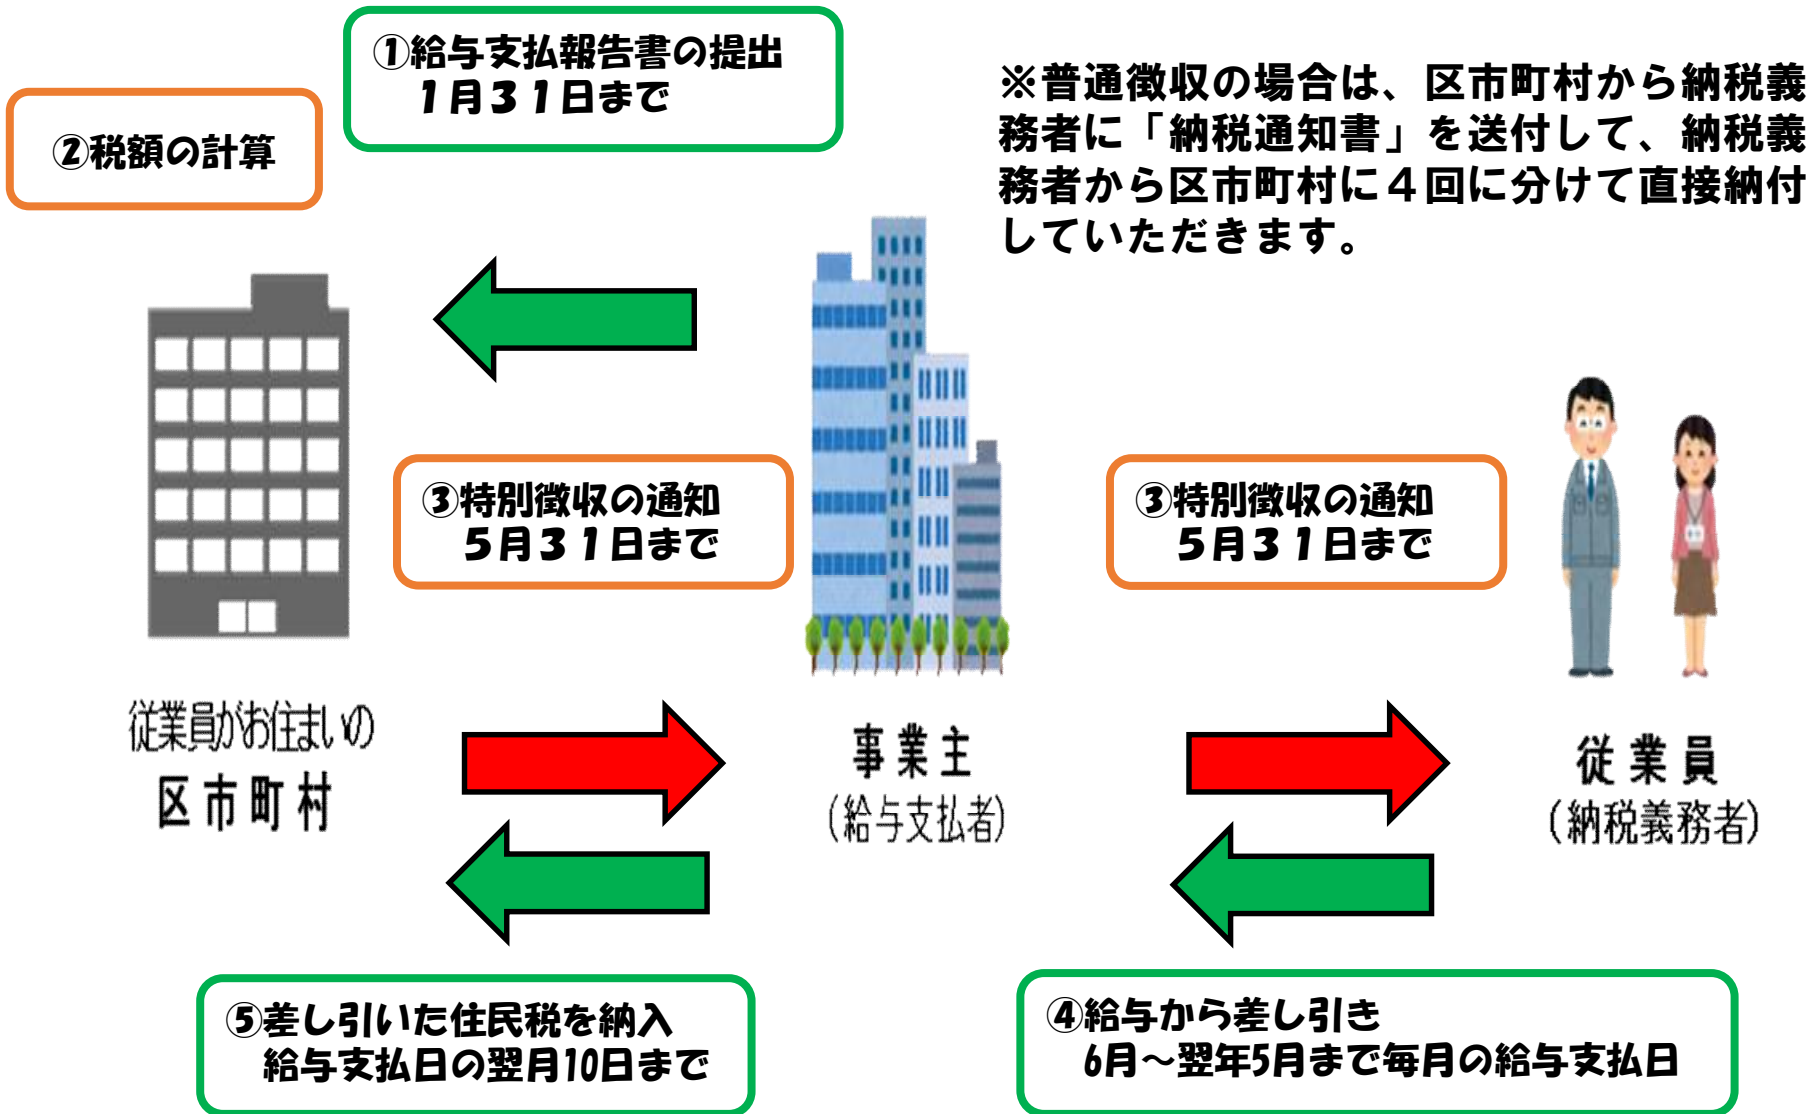 ①給与支払報告書の提出
1月31日まで
②税額の計算
※普通徴収の場合は、区市町村から納税義
務者に「納税通知書」を送付して、納税義
務者から区市町村に4回に分けて直接納付
していただきます。
③特別徴収の通知
5月31日まで
③特別徴収の通知
5月31日まで
従業員がお住まいの
区市町村
事業主
(給与支払者)
従業員
(納税義務者)
⑤差し引いた住民税を納入
給与支払日の翌月10日まで
④給与から差し引き
6月～翌年5月まで毎月の給与支払日